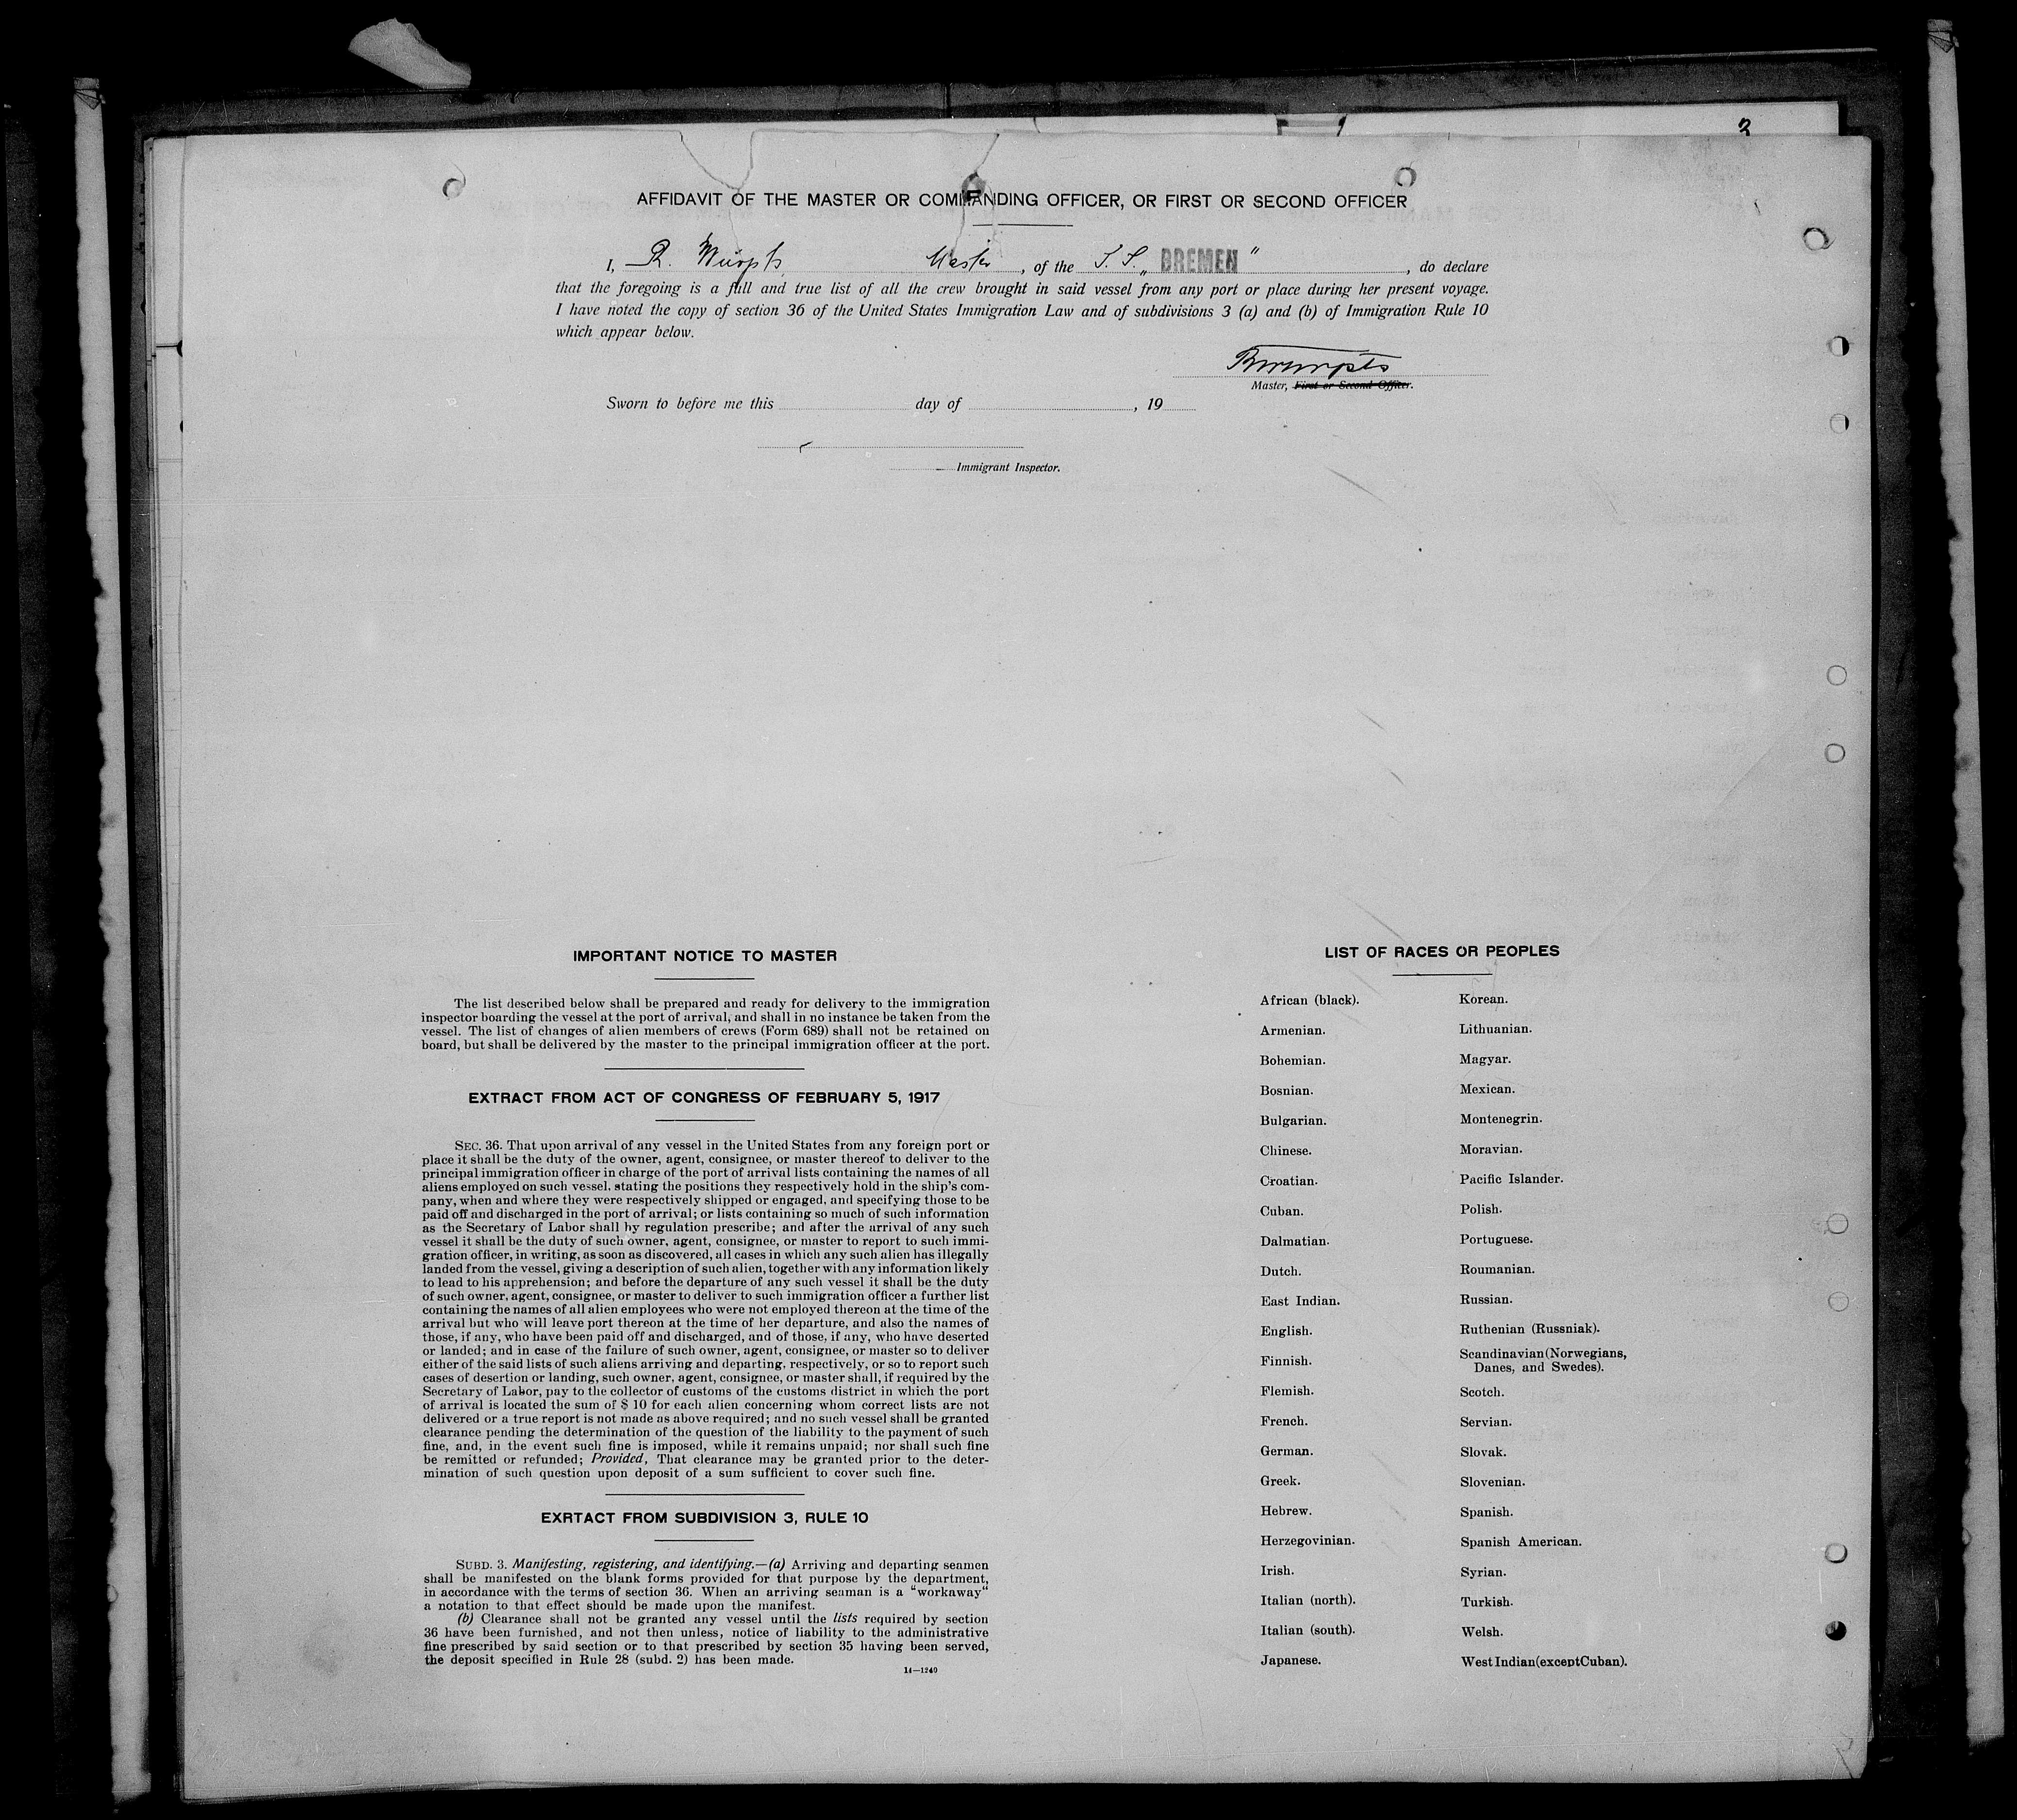 2
AFFIDAVIT OF THE MASTER OR COMMANDING OFFICER, OR FIRST OR SECOND OFFICER
I, R. Master, of the T. S. „BREMEN", do declare
that the foregoing is a full and true list of all the crew brought in said vessel from any port or place during her present voyage.
I have noted the copy of section 36 of the United States Immigration Law and of subdivisions 3 (a) and (b) of Immigration Rule 10
which appear below.
Master, First or Second Officer.
Sworn to before me this day of , 19
Immigrant Inspector.
IMPORTANT NOTICE TO MASTER
The list described below shall be prepared and ready for delivery to the immigration
inspector boarding the vessel at the port of arrival, and shall in no instance be taken from the
vessel. The list of changes of alien members of crews (Form 689) shall not be retained on
board, but shall be delivered by the master to the principal immigration officer at the port.
EXTRACT FROM ACT OF CONGRESS OF FEBRUARY 5, 1917
SEC. 36. That upon arrival of any vessel in the United States from any foreign port or
place it shall be the duty of the owner, agent, consignee, or master thereof to deliver to the
principal immigration officer in charge of the port of arrival lists containing the names of all
aliens employed on such vessel, stating the positions they respectively hold in the ship's com-
pany, when and where they were respectively shipped or engaged, and specifying those to be
paid off and discharged in the port of arrival; or lists containing so much of such information
as the Secretary of Labor shall by regulation prescribe; and after the arrival of any such
vessel it shall be the duty of such owner, agent, consignee, or master to report to such immi-
gration officer, in writing, as soon as discovered, all cases in which any such alien has illegally
landed from the vessel, giving a description of such alien, together with any information likely
to lead to his apprehension; and before the departure of any such vessel it shall be the duty
of such owner, agent, consignee, or master to deliver to such immigration officer a further list
containing the names of all alien employees who were not employed thereon at the time of the
arrival but who will leave port thereon at the time of her departure, and also the names of
those, if any, who have been paid off and discharged, and of those, if any, who have deserted
or landed; and in case of the failure of such owner, agent, consignee, or master so to deliver
either of the said lists of such aliens arriving and departing, respectively, or so to report such
cases of desertion or landing, such owner, agent, consignee, or master shall, if required by the
Secretary of Labor, pay to the collector of customs of the customs district in which the port
of arrival is located the sum of $ 10 for each alien concerning whom correct lists are not
delivered or a true report is not made as above required; and no such vessel shall be granted
clearance pending the determination of the question of the liability to the payment of such
fine, and, in the event such fine is imposed, while it remains unpaid; nor shall such fine
be remitted or refunded; Provided, That clearance may be granted prior to the deter-
mination of such question upon deposit of a sum sufficient to cover such fine.
EXRTACT FROM SUBDIVISION 3, RULE 10
SUBD. 3. Manifesting, registering, and identifying.—(a) Arriving and departing seamen
shall be manifested on the blank forms provided for that purpose by the department,
in accordance with the terms of section 36. When an arriving seaman is a “workaway“
a notation to that effect should be made upon the manifest.
(b) Clearance shall not be granted any vessel until the lists required by section
36 have been furnished, and not then unless, notice of liability to the administrative
fine prescribed by said section or to that prescribed by section 35 having been served,
the deposit specified in Rule 28 (subd. 2) has been made.
14—1240
LIST OF RACES OR PEOPLES
African (black).
Armenian.
Bohemian.
Bosnian.
Bulgarian.
Chinese.
Croatian.
Cuban.
Dalmatian.
Dutch.
East Indian.
English.
Finnish.
Flemish.
French.
German.
Greek.
Hebrew.
Herzegovinian.
Irish.
Italian (north).
Italian (south).
Japanese.
Korean.
Lithuanian.
Magyar.
Mexican.
Montenegrin.
Moravian.
Pacific Islander.
Polish.
Portuguese.
Roumanian.
Russian.
Ruthenian (Russniak).
Scandinavian (Norwegians,
Danes, and Swedes).
Scotch.
Servian.
Slovak.
Slovenian.
Spanish.
Spanish American.
Syrian.
Turkish.
Welsh.
West Indian (except Cuban).